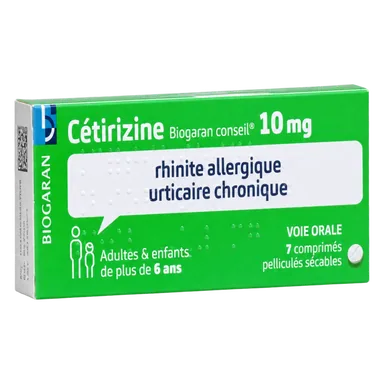 Cétirizine Biogaran conseil® 10 mg
rhinite allergique
urticaire chronique
Adultes & enfants
de plus de 6 ans
VOIE ORALE
7 comprimés
pelliculés sécables
BIOGARAN